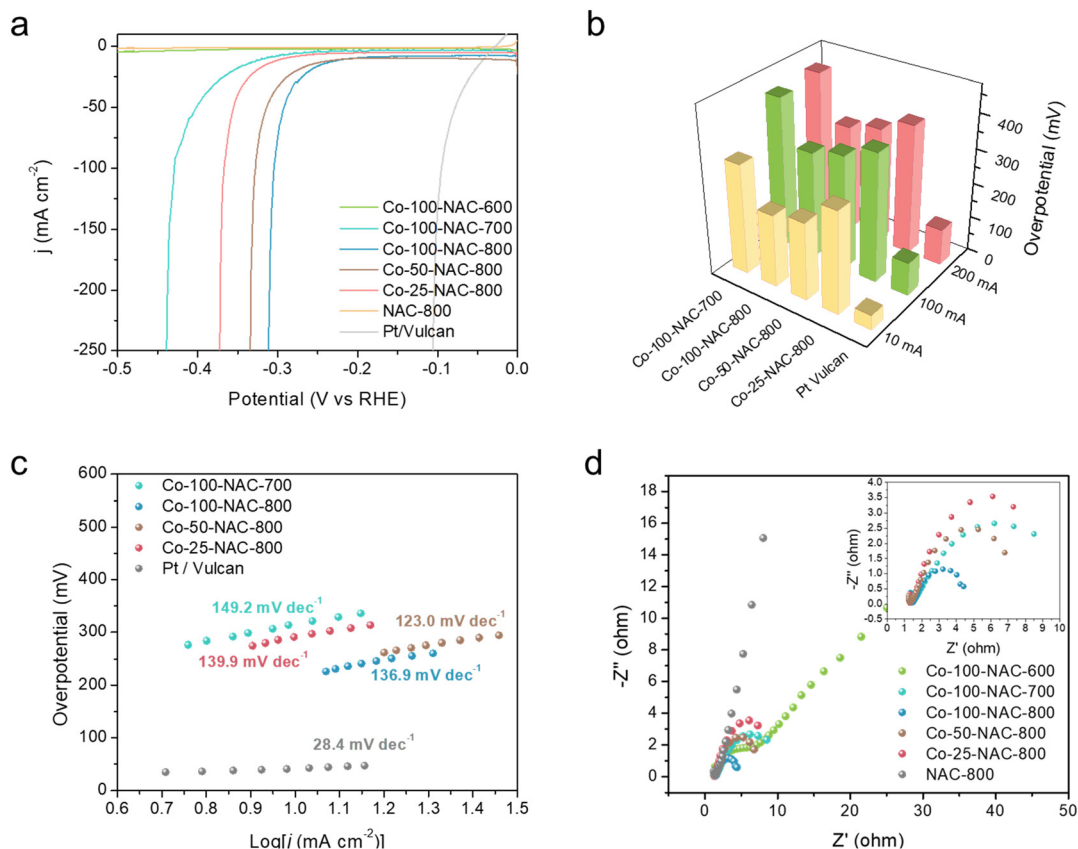 a
0
-50
-100
-150
-200
-250
j (mA cm⁻²)
Co-100-NAC-600
Co-100-NAC-700
Co-100-NAC-800
Co-50-NAC-800
Co-25-NAC-800
NAC-800
Pt/Vulcan
-0.5 -0.4 -0.3 -0.2 -0.1 0.0
Potential (V vs RHE)
b
400
300
200
100
0
Overpotential (mV)
200 mA
100 mA
10 mA
Co-100-NAC-700
Co-100-NAC-800
Co-50-NAC-800
Co-25-NAC-800
Pt Vulcan
c
600
500
400
300
200
100
0
Overpotential (mV)
Co-100-NAC-700
Co-100-NAC-800
Co-50-NAC-800
Co-25-NAC-800
Pt / Vulcan
149.2 mV dec⁻¹
123.0 mV dec⁻¹
139.9 mV dec⁻¹
136.9 mV dec⁻¹
28.4 mV dec⁻¹
0.6 0.7 0.8 0.9 1.0 1.1 1.2 1.3 1.4 1.5
Log[j (mA cm⁻²)]
d
18
16
14
12
10
8
6
4
2
0
-Z" (ohm)
4.0
3.5
3.0
2.5
2.0
1.5
1.0
0.5
0.0
-0.5
-Z" (ohm)
0 1 2 3 4 5 6 7 8 9 10
Z' (ohm)
Co-100-NAC-600
Co-100-NAC-700
Co-100-NAC-800
Co-50-NAC-800
Co-25-NAC-800
NAC-800
0 10 20 30 40 50
Z' (ohm)